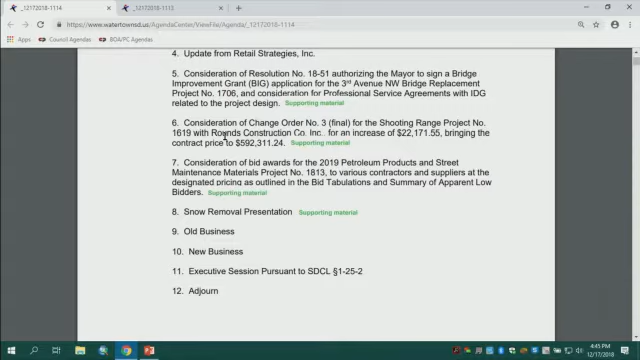 _12172018-1114
_12172018-1113
https://www.watertownsd.us/AgendaCenter/ViewFile/Agenda/_12172018-1114
Apps
Council Agendas
BOA/PC Agendas
4. Update from Retail Strategies, Inc.
5. Consideration of Resolution No. 18-51 authorizing the Mayor to sign a Bridge
Improvement Grant (BIG) application for the 3rd Avenue NW Bridge Replacement
Project No. 1706, and consideration for Professional Service Agreements with IDG
related to the project design. Supporting material
6. Consideration of Change Order No. 3 (final) for the Shooting Range Project No.
1619 with Rounds Construction Co. Inc. for an increase of $22,171.55, bringing the
contract price to $592,311.24. Supporting material
7. Consideration of bid awards for the 2019 Petroleum Products and Street
Maintenance Materials Project No. 1813, to various contractors and suppliers at the
designated pricing as outlined in the Bid Tabulations and Summary of Apparent Low
Bidders. Supporting material
8. Snow Removal Presentation Supporting material
9. Old Business
10. New Business
11. Executive Session Pursuant to SDCL §1-25-2
12. Adjourn
4:45 PM
12/17/2018